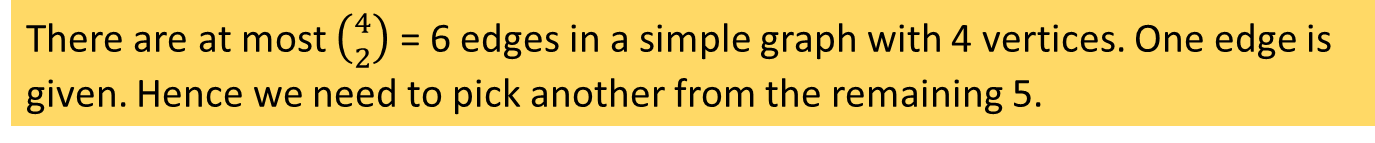 There are at most (4 2) = 6 edges in a simple graph with 4 vertices. One edge is
given. Hence we need to pick another from the remaining 5.